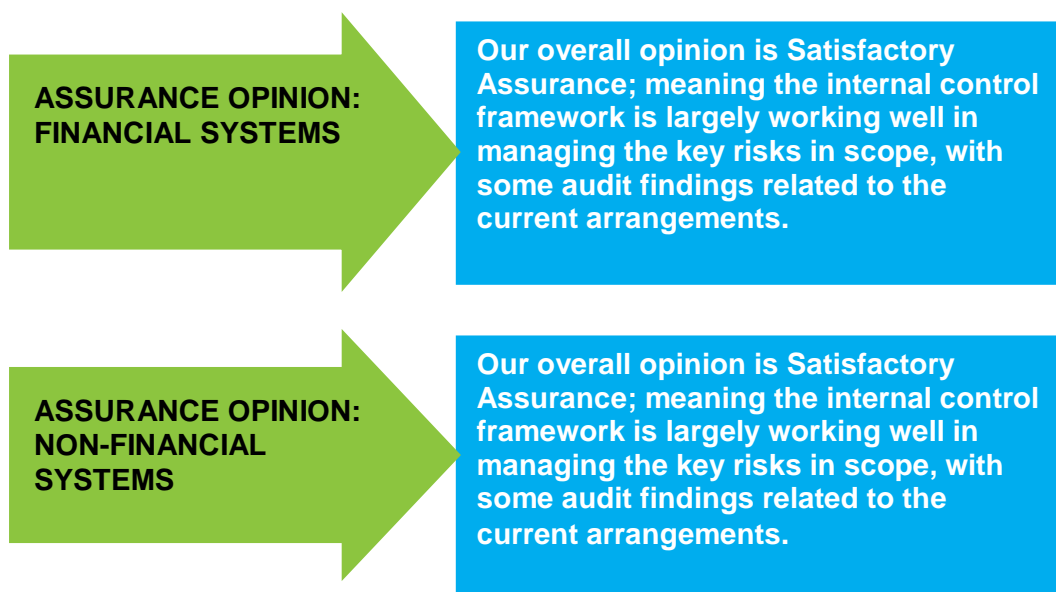 ASSURANCE OPINION:
FINANCIAL SYSTEMS
Our overall opinion is Satisfactory
Assurance; meaning the internal control
framework is largely working well in
managing the key risks in scope, with
some audit findings related to the
current arrangements.
ASSURANCE OPINION:
NON-FINANCIAL
SYSTEMS
Our overall opinion is Satisfactory
Assurance; meaning the internal control
framework is largely working well in
managing the key risks in scope, with
some audit findings related to the
current arrangements.